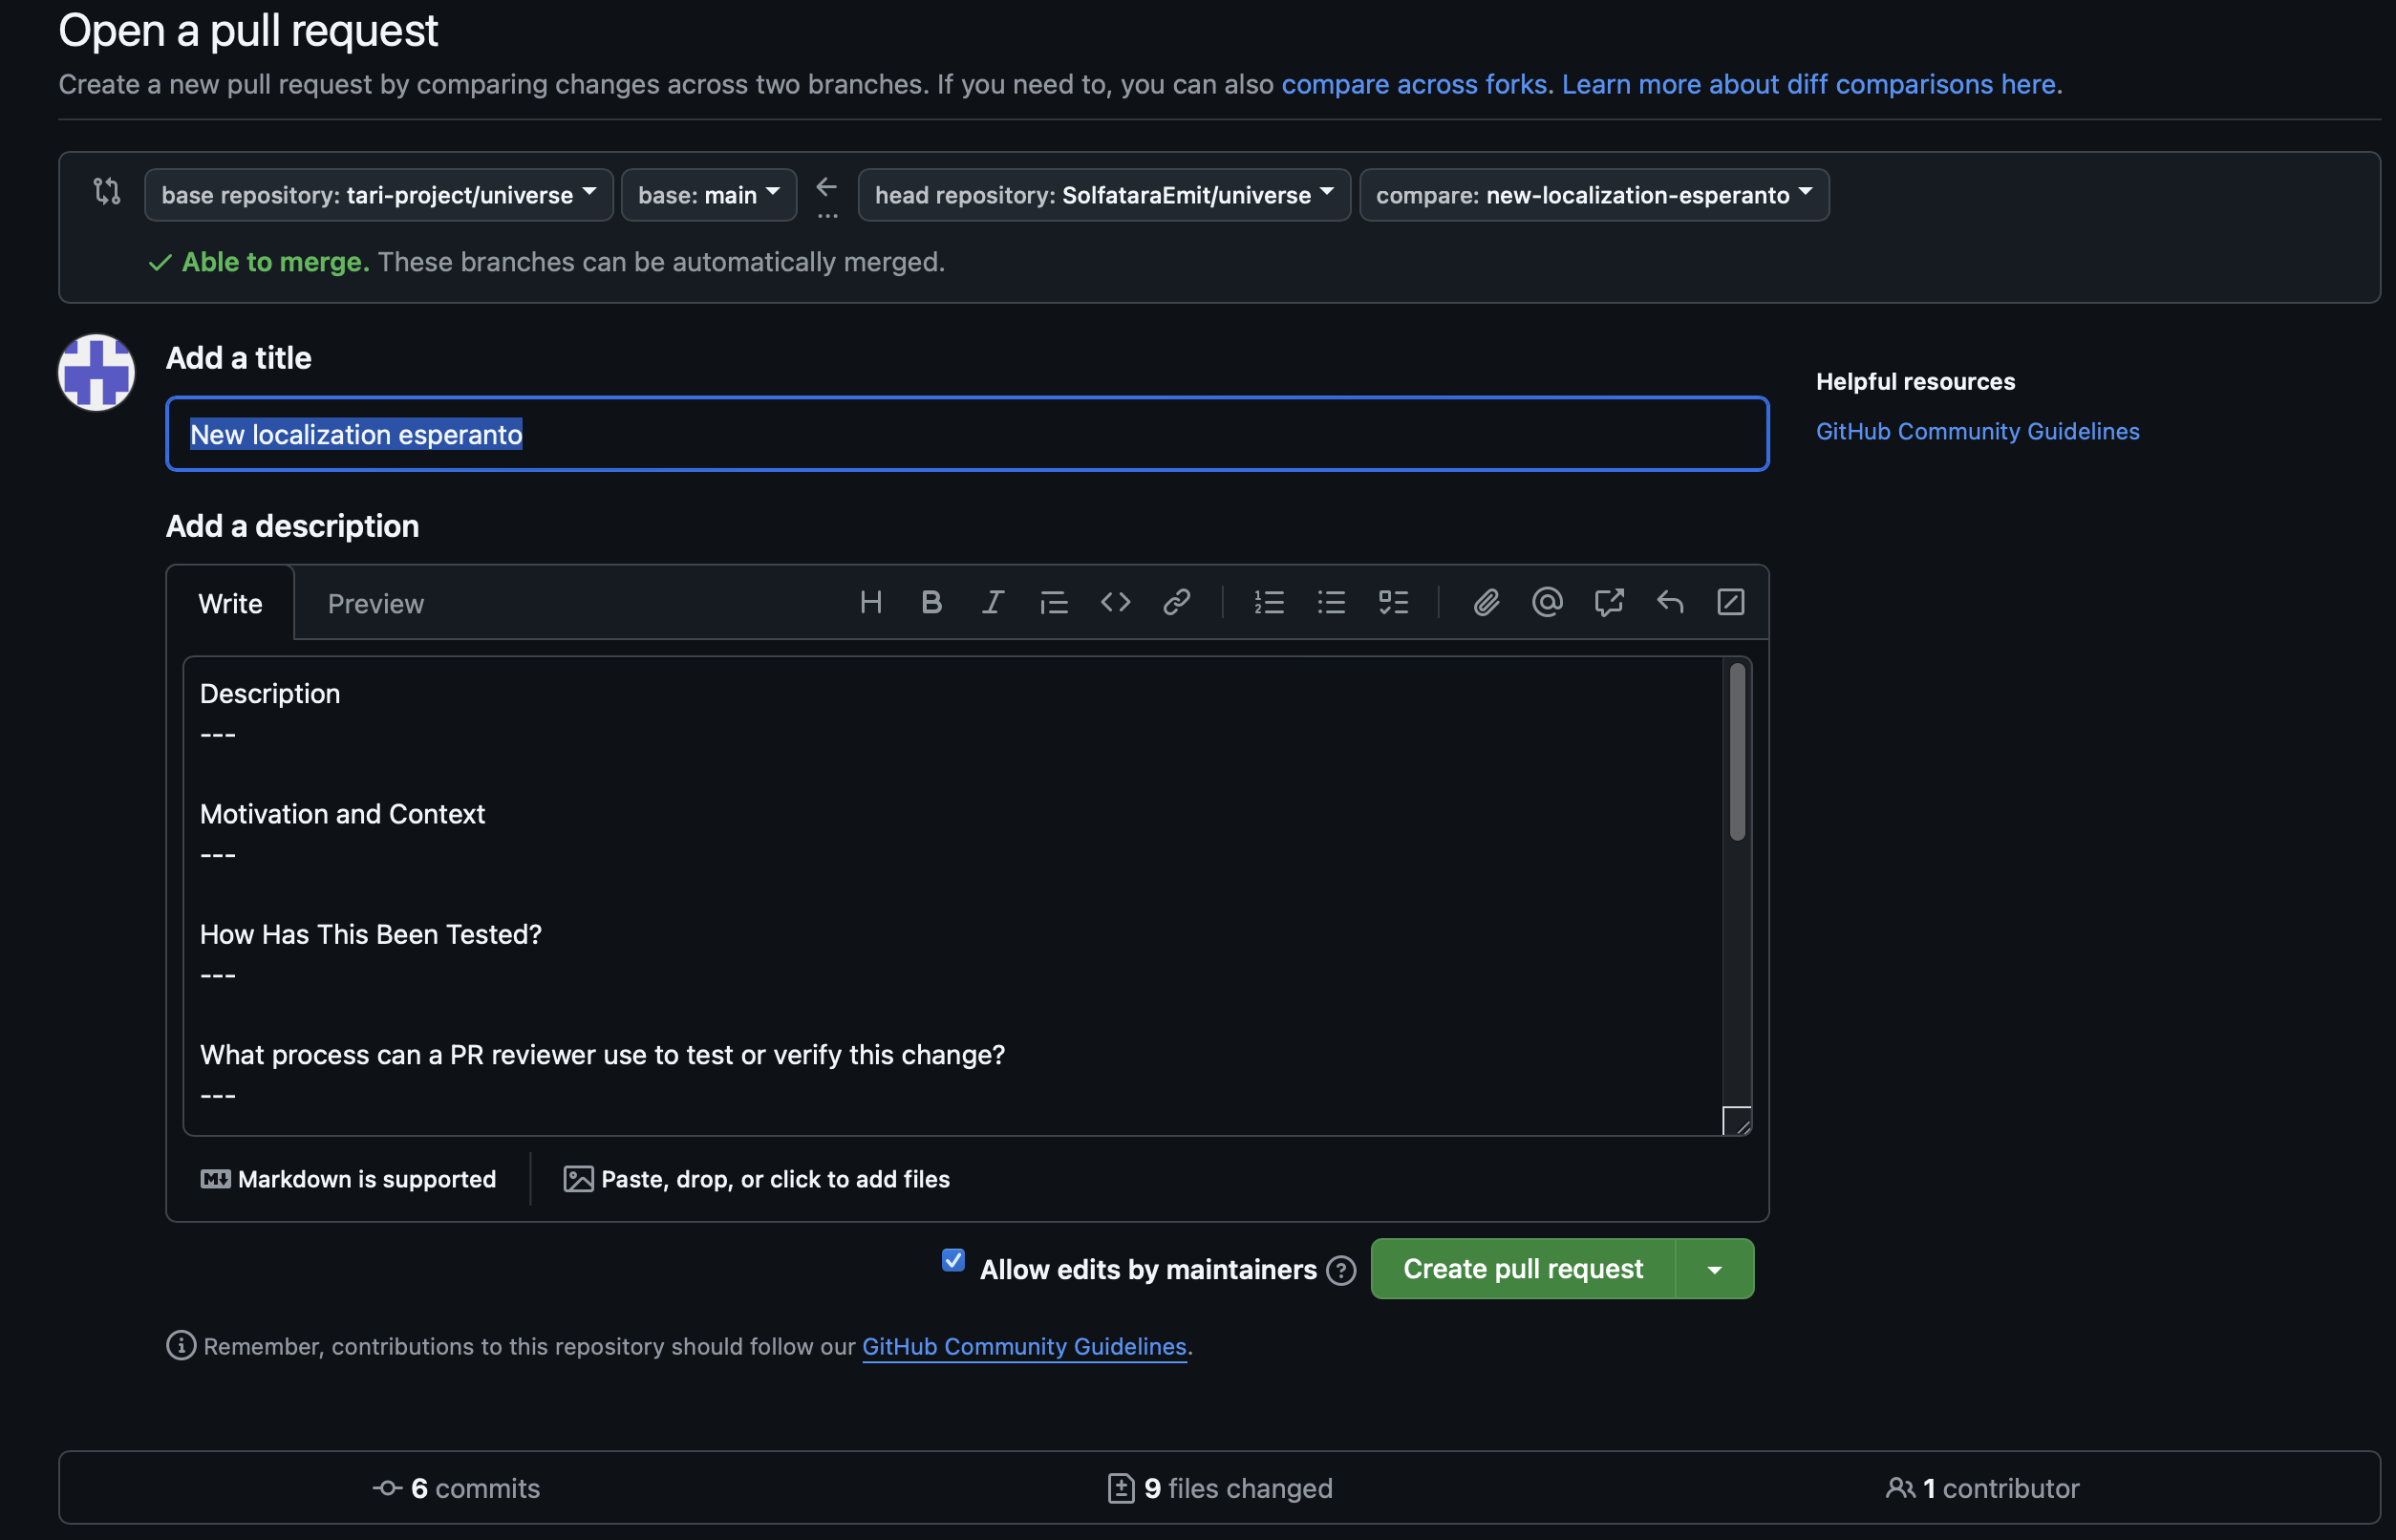 Open a pull request
Create a new pull request by comparing changes across two branches. If you need to, you can also compare across forks. Learn more about diff comparisons here.
base repository: tari-project/universe base: main ... head repository: SolfataraEmit/universe compare: new-localization-esperanto
Able to merge. These branches can be automatically merged.
Add a title
New localization esperanto
Helpful resources
GitHub Community Guidelines
Add a description
Write Preview
Description
---
Motivation and Context
---
How Has This Been Tested?
---
What process can a PR reviewer use to test or verify this change?
---
Markdown is supported Paste, drop, or click to add files
Allow edits by maintainers Create pull request
Remember, contributions to this repository should follow our GitHub Community Guidelines.
6 commits 9 files changed 1 contributor